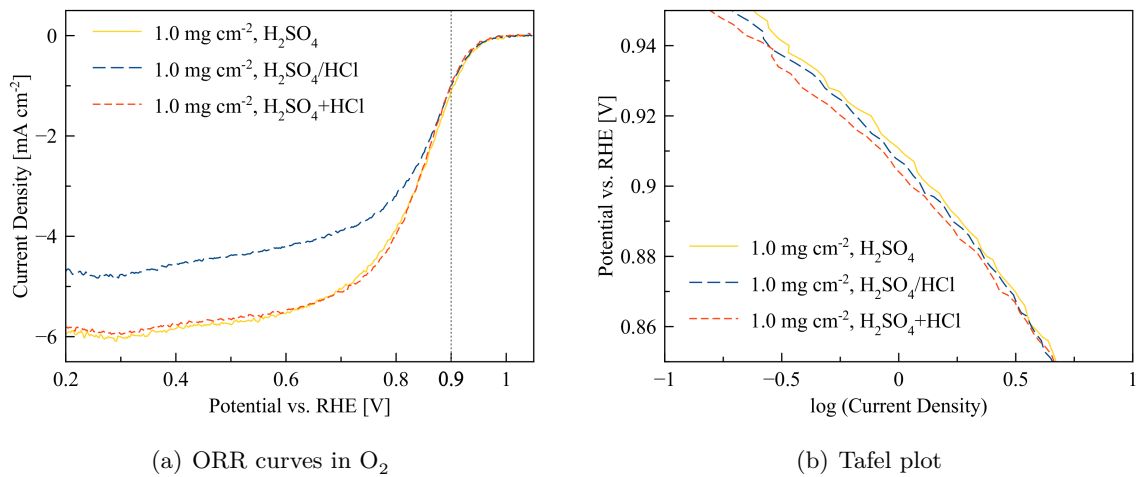 0
−2
−4
−6
Current Density [mA cm⁻²]
1.0 mg cm⁻², H₂SO₄
1.0 mg cm⁻², H₂SO₄/HCl
1.0 mg cm⁻², H₂SO₄+HCl
0.2 0.4 0.6 0.8 0.9 1
Potential vs. RHE [V]
(a) ORR curves in O₂
0.94
0.92
0.9
0.88
0.86
Potential vs. RHE [V]
1.0 mg cm⁻², H₂SO₄
1.0 mg cm⁻², H₂SO₄/HCl
1.0 mg cm⁻², H₂SO₄+HCl
−1 −0.5 0 0.5 1
log (Current Density)
(b) Tafel plot